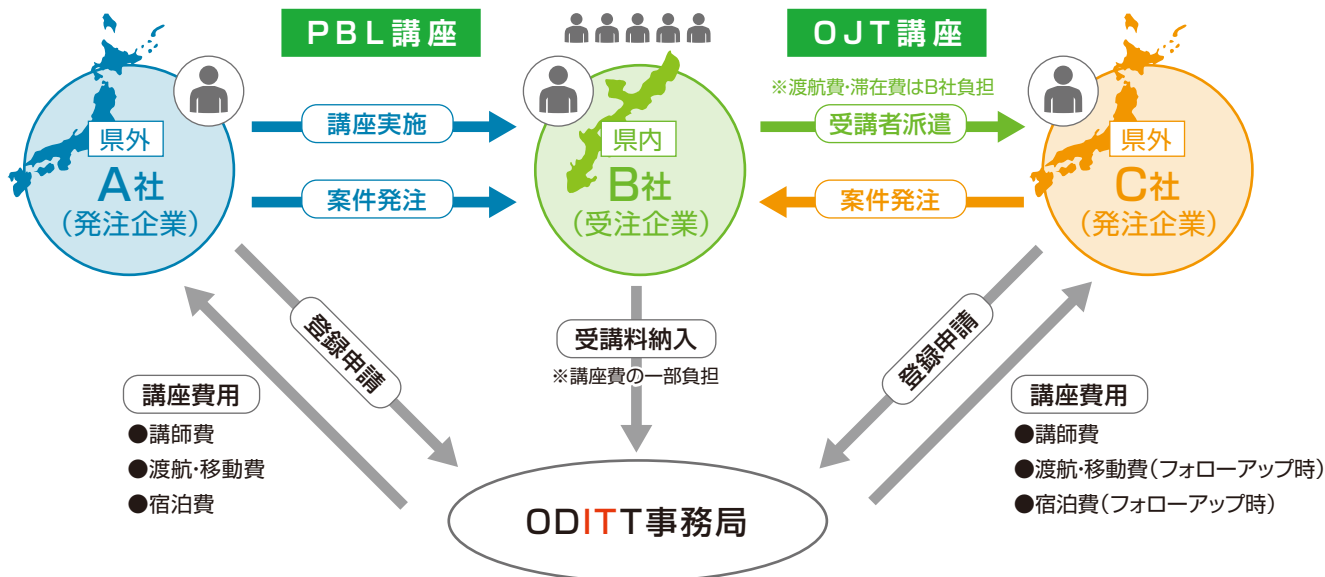 PBL講座
OJT講座
※渡航費・滞在費はB社負担
県外
A社
(発注企業)
講座実施
案件発注
県内
B社
(受注企業)
受講者派遣
案件発注
県外
C社
(発注企業)
登録申請
受講料納入
※講座費の一部負担
登録申請
講座費用
●講師費
●渡航・移動費
●宿泊費
講座費用
●講師費
●渡航・移動費(フォローアップ時)
●宿泊費(フォローアップ時)
ODITT事務局